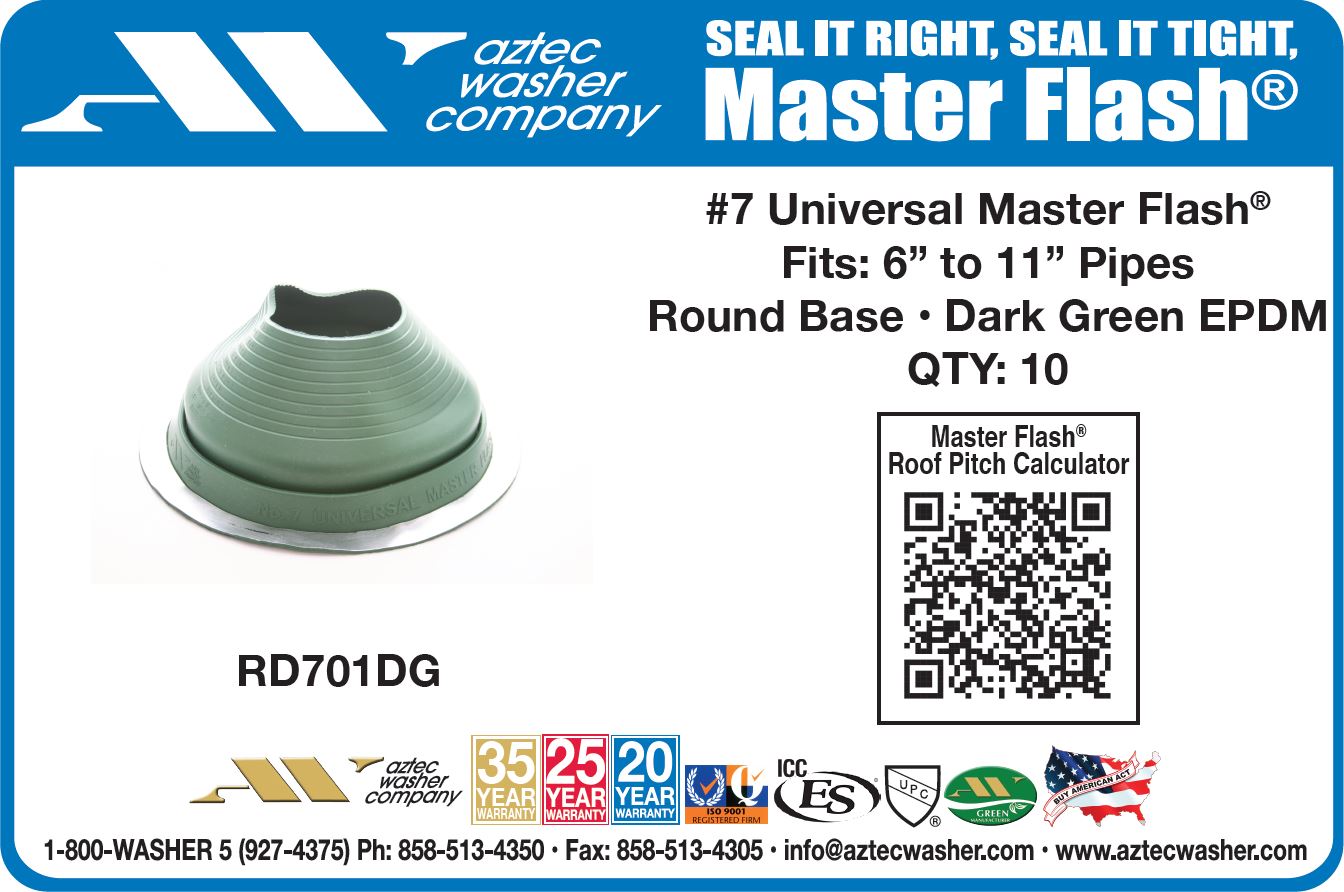 aztec
washer
company
SEAL IT RIGHT, SEAL IT TIGHT,
Master Flash®
#7 Universal Master Flash®
Fits: 6” to 11” Pipes
Round Base • Dark Green EPDM
QTY: 10
No. 7 UNIVERSAL MASTER
Master Flash®
Roof Pitch Calculator
RD701DG
aztec
washer
company
35
YEAR
WARRANTY
25
YEAR
WARRANTY
20
YEAR
WARRANTY
Q
ISO 9001
REGISTERED FIRM
ICC
ES
UPC
®
GREEN
MANUFACTURER
BUY AMERICAN ACT
1-800-WASHER 5 (927-4375) Ph: 858-513-4350 • Fax: 858-513-4305 • info@aztecwasher.com • www.aztecwasher.com